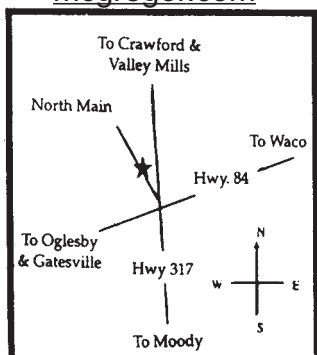 mcgregor.com
To Crawford &
Valley Mills
North Main
To Waco
Hwy. 84
To Oglesby
& Gatesville
Hwy 317
N
W
E
S
To Moody